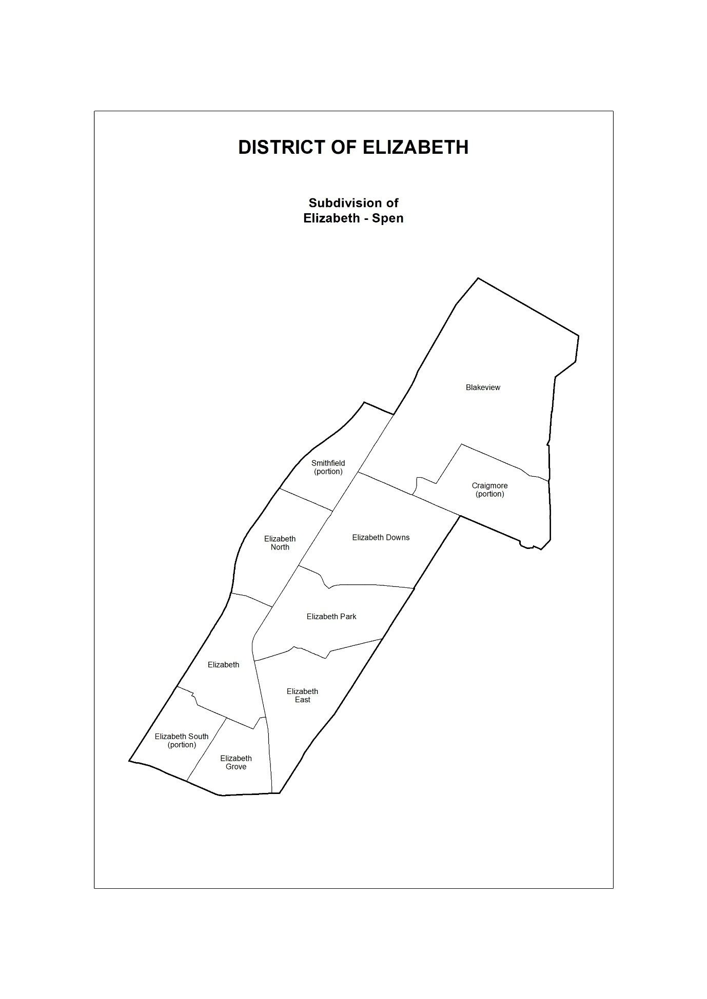 DISTRICT OF ELIZABETH
Subdivision of
Elizabeth - Spen
Blakeview
Smithfield
(portion)
Craigmore
(portion)
Elizabeth
North
Elizabeth Downs
Elizabeth Park
Elizabeth
Elizabeth
East
Elizabeth South
(portion)
Elizabeth
Grove